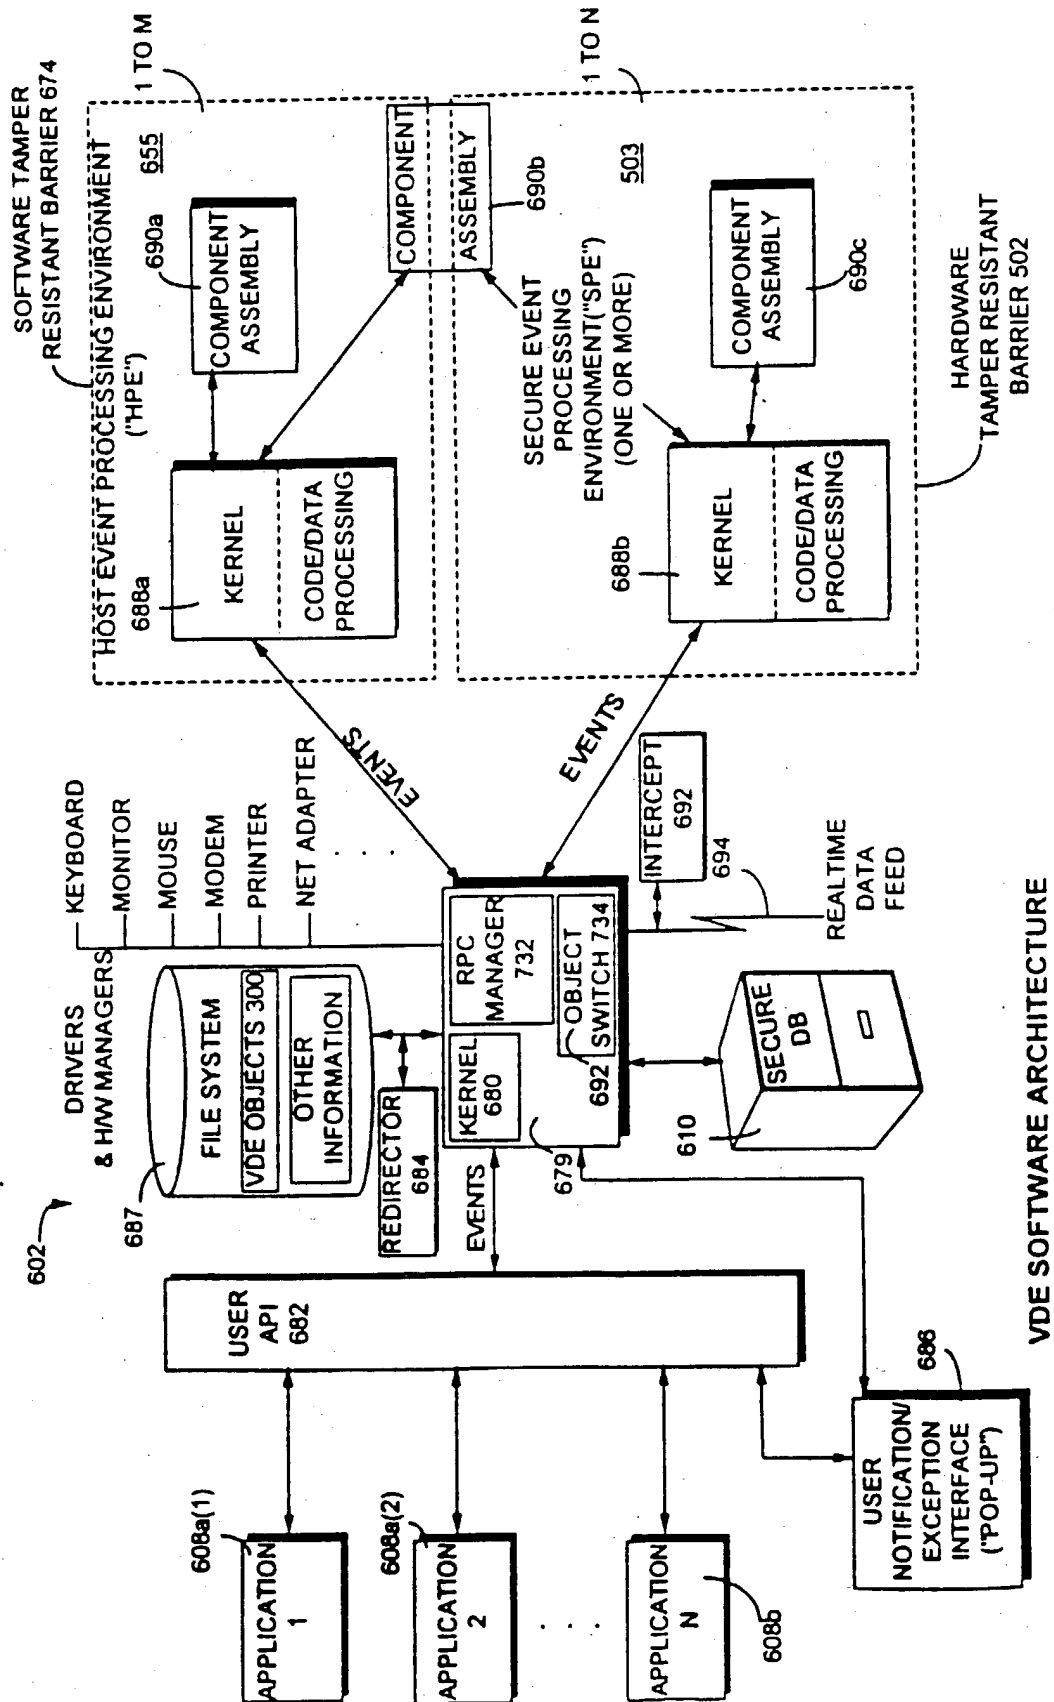 602
608a(1)
APPLICATION
1
608a(2)
APPLICATION
2
. . . .
APPLICATION
N
608b
USER
API
682
USER
NOTIFICATION/
EXCEPTION
INTERFACE
("POP-UP")
686
DRIVERS
& H/W MANAGERS
KEYBOARD
MONITOR
MOUSE
MODEM
PRINTER
NET ADAPTER
. . .
687
FILE SYSTEM
VDE OBJECTS 300
OTHER
INFORMATION
REDIRECTOR
684
EVENTS
KERNEL
680
RPC
MANAGER
732
OBJECT
SWITCH 734
692
679
SECURE
DB
610
INTERCEPT
692
694
REALTIME
DATA
FEED
EVENTS
EVENTS
SOFTWARE TAMPER
RESISTANT BARRIER 674
HOST EVENT PROCESSING ENVIRONMENT
("HPE")
655
1 TO M
688a
KERNEL
CODE/DATA
PROCESSING
690a
COMPONENT
ASSEMBLY
COMPONENT
ASSEMBLY
690b
SECURE EVENT
PROCESSING
ENVIRONMENT("SPE")
(ONE OR MORE)
503
1 TO N
688b
KERNEL
CODE/DATA
PROCESSING
COMPONENT
ASSEMBLY
690c
HARDWARE
TAMPER RESISTANT
BARRIER 502
VDE SOFTWARE ARCHITECTURE